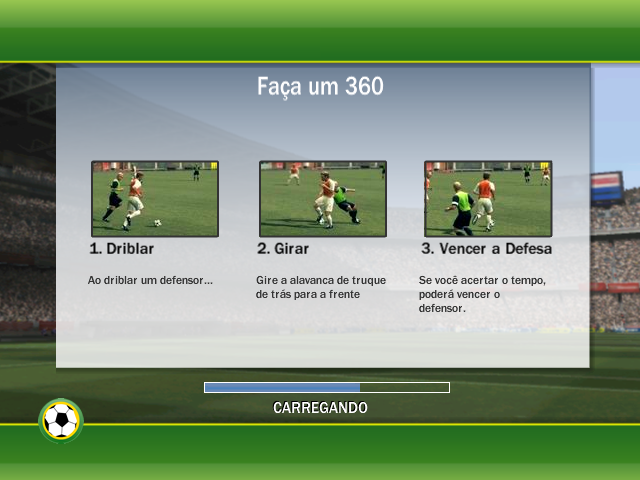 Faça um 360
1. Driblar
2. Girar
3. Vencer a Defesa
Ao driblar um defensor...
Gire a alavanca de truque
de trás para a frente
Se você acertar o tempo,
poderá vencer o
defensor.
CARREGANDO